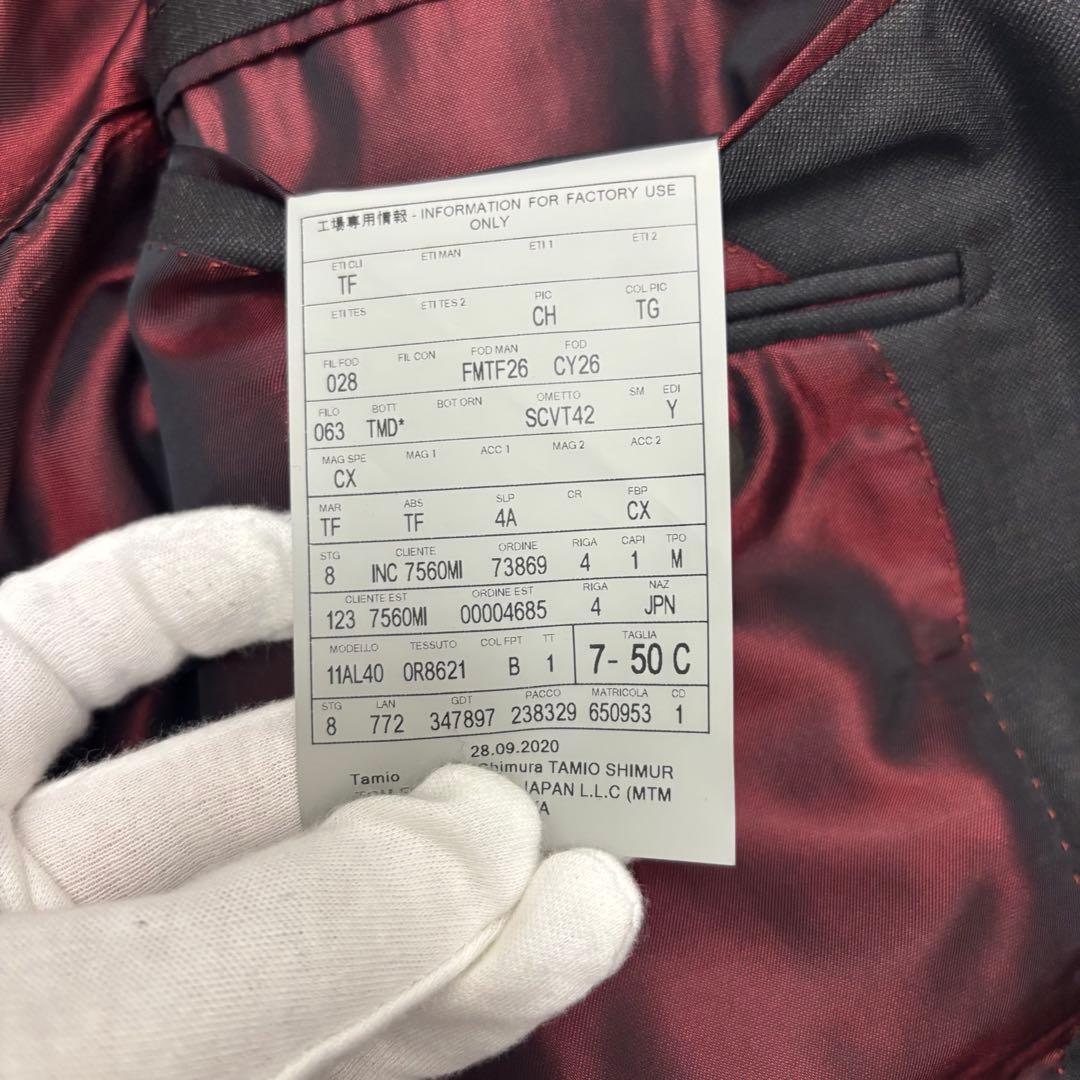 工場専用情報 - INFORMATION FOR FACTORY USE
ONLY
ETI CLI ETI MAN ETI 1 ETI 2
TF
ETI TES ETI TES 2 PIC COL PIC
CH TG
FIL FOD FIL CON FOD MAN FOD
028 FMTF26 CY26
FILO BOTT BOT ORN OMETTO SM EDI
063 TMD* SCVT42 Y
MAG SPE MAG 1 ACC 1 MAG 2 ACC 2
CX
MAR ABS SLP CR FBP
TF TF 4A CX
STG CLIENTE ORDINE RIGA CAPI TPO
8 INC 7560MI 73869 4 1 M
CLIENTE EST ORDINE EST RIGA NAZ
123 7560MI 00004685 4 JPN
MODELLO TESSUTO COL FPT TT TAGLIA
11AL40 0R8621 B 1 7- 50 C
STG LAN GDT PACCO MATRICOLA CD
8 772 347897 238329 650953 1
28.09.2020
Tamio Shimura TAMIO SHIMUR
JAPAN L.L.C (MTM